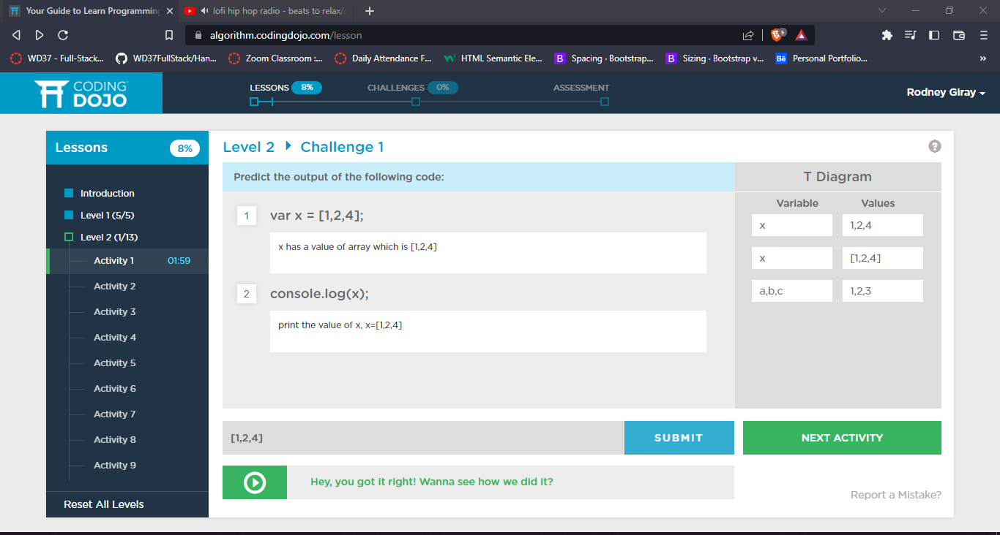 Your Guide to Learn Programming
lofi hip hop radio - beats to relax/s
algorithm.codingdojo.com/lesson
5
WD37 - Full-Stack...
WD37FullStack/Han...
Zoom Classroom :...
Daily Attendance F...
HTML Semantic Ele...
B Spacing · Bootstrap...
B Sizing · Bootstrap v...
Bē Personal Portfolio...
»
CODING DOJO
LESSONS 8%
CHALLENGES 0%
ASSESSMENT
Rodney Giray
Lessons 8%
Introduction
Level 1 (5/5)
Level 2 (1/13)
Activity 1 01:59
Activity 2
Activity 3
Activity 4
Activity 5
Activity 6
Activity 7
Activity 8
Activity 9
Reset All Levels
Level 2 Challenge 1
?
Predict the output of the following code:
1 var x = [1,2,4];
x has a value of array which is [1,2,4]
2 console.log(x);
print the value of x, x=[1,2,4]
T Diagram
Variable Values
x 1,2,4
x [1,2,4]
a,b,c 1,2,3
[1,2,4]
SUBMIT
NEXT ACTIVITY
Hey, you got it right! Wanna see how we did it?
Report a Mistake?